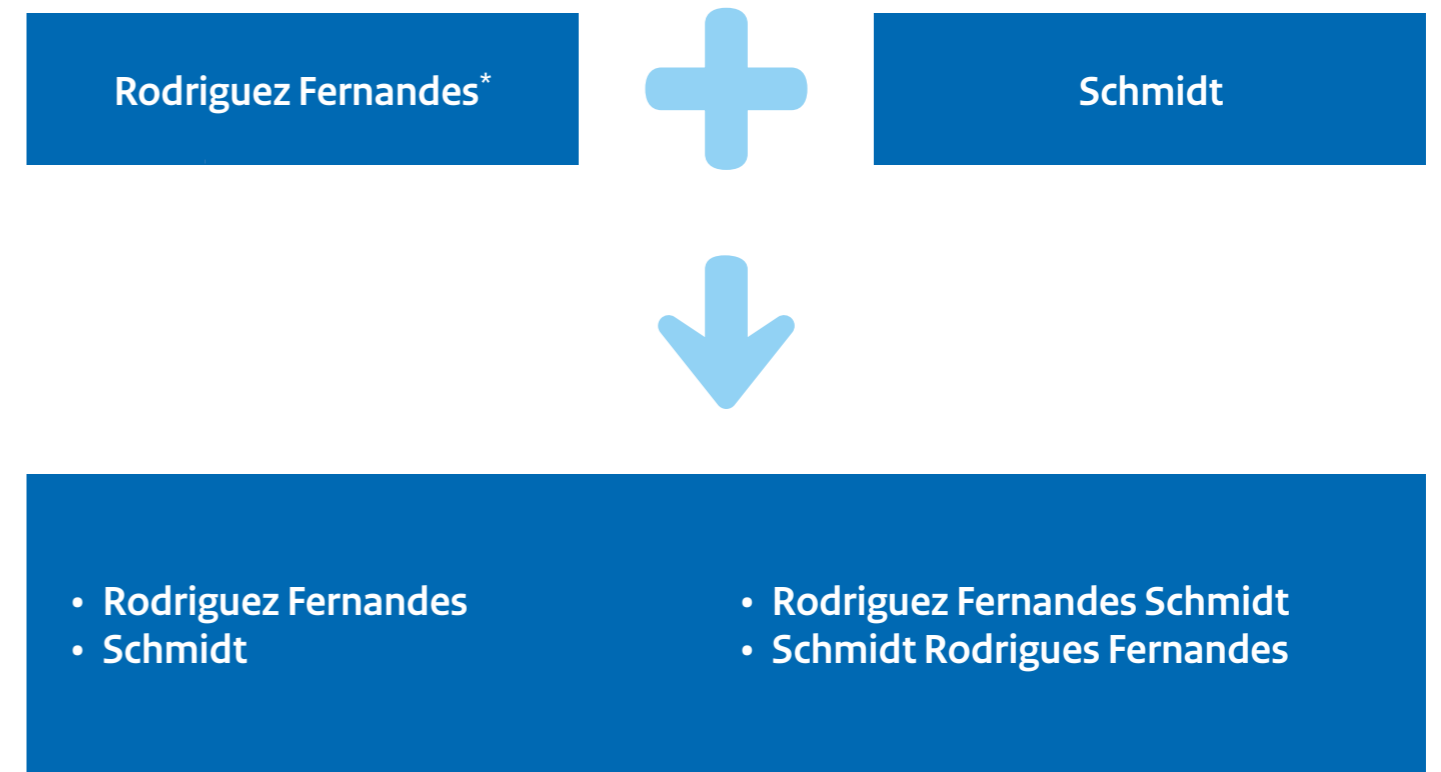 Rodriguez Fernandes*
Schmidt
• Rodriguez Fernandes
• Schmidt
• Rodriguez Fernandes Schmidt
• Schmidt Rodrigues Fernandes